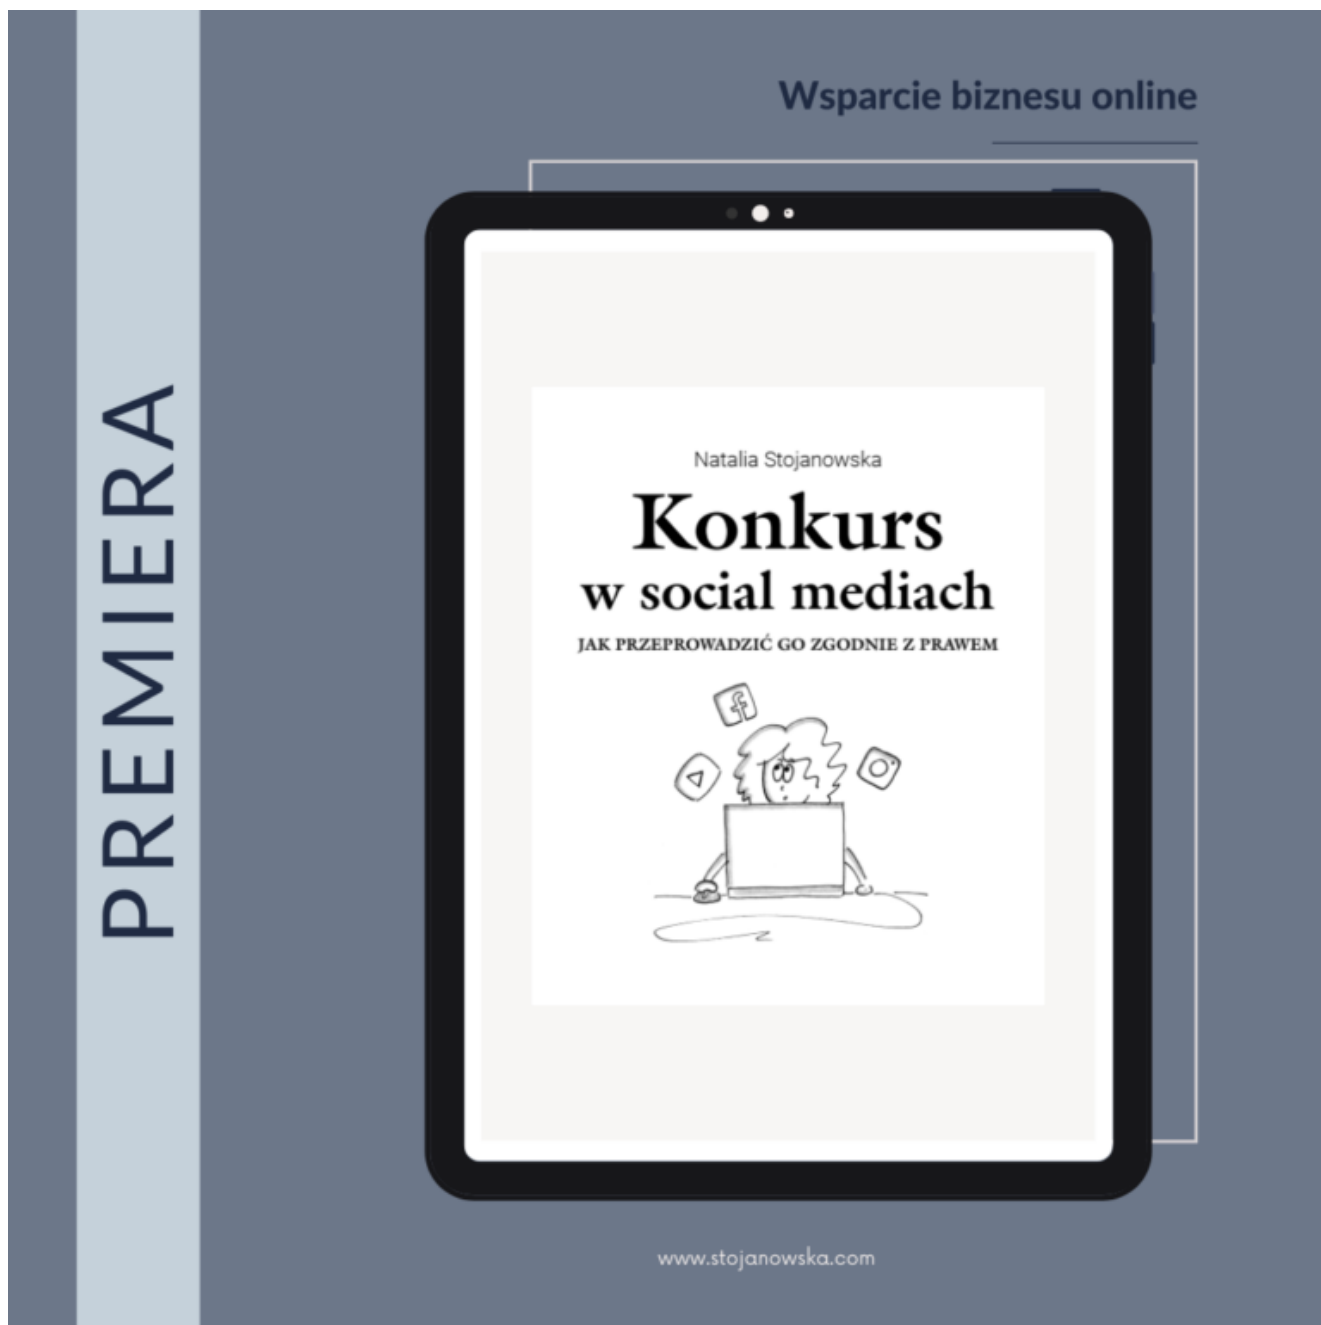 PREMIERA
Wsparcie biznesu online
Natalia Stojanowska
Konkurs
w social mediach
JAK PRZEPROWADZIĆ GO ZGODNIE Z PRAWEM
www.stojanowska.com